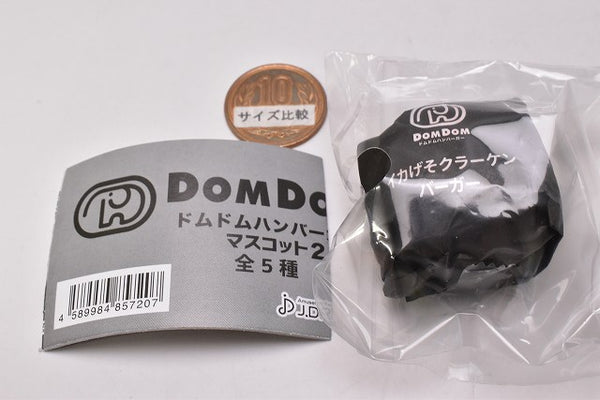 10
サイズ比較
DOMDO
ドムドムハンバー
マスコット2
全5種
4 589984 857207
J.D
DOMDOM
ドムドムハンバーガー
イカげそクラーケン
バーガー